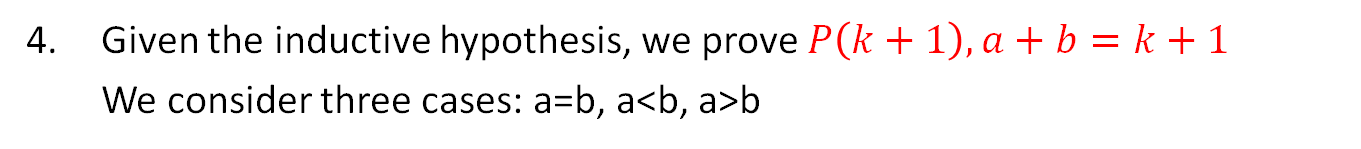 4. Given the inductive hypothesis, we prove P(k + 1), a + b = k + 1
We consider three cases: a=b, a<b, a>b